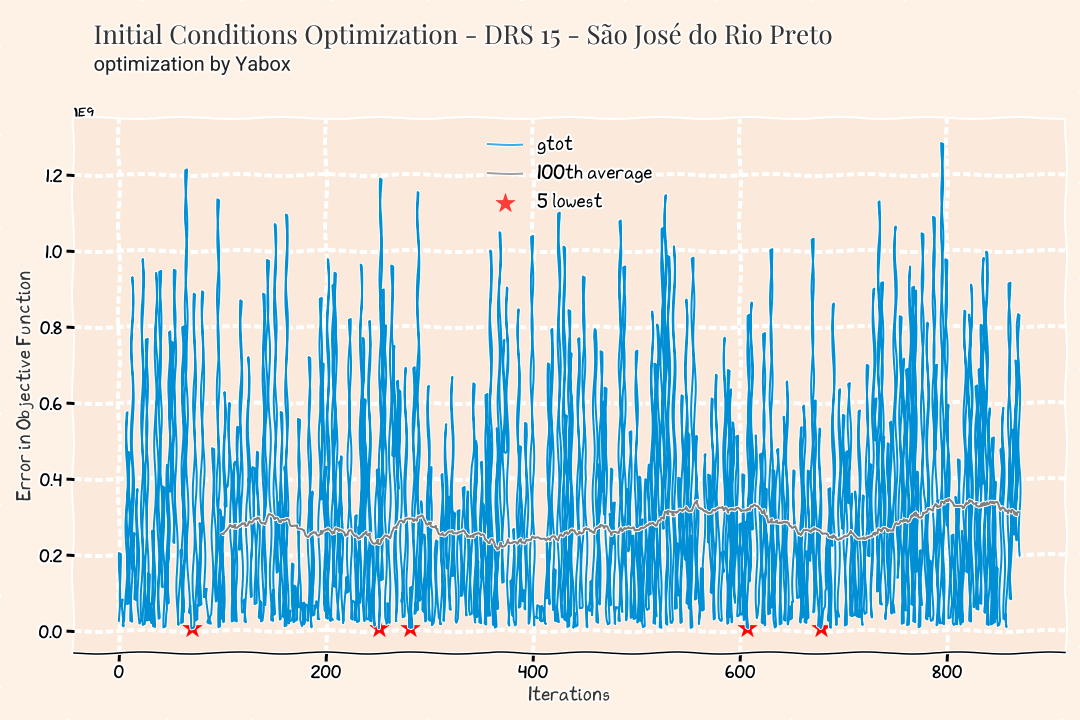 Initial Conditions Optimization - DRS 15 - São José do Rio Preto
optimization by Yabox
1E9
gtot
100th average
5 lowest
1.2
1.0
0.8
0.6
0.4
0.2
0.0
Error in Objective Function
0 200 400 600 800
Iterations